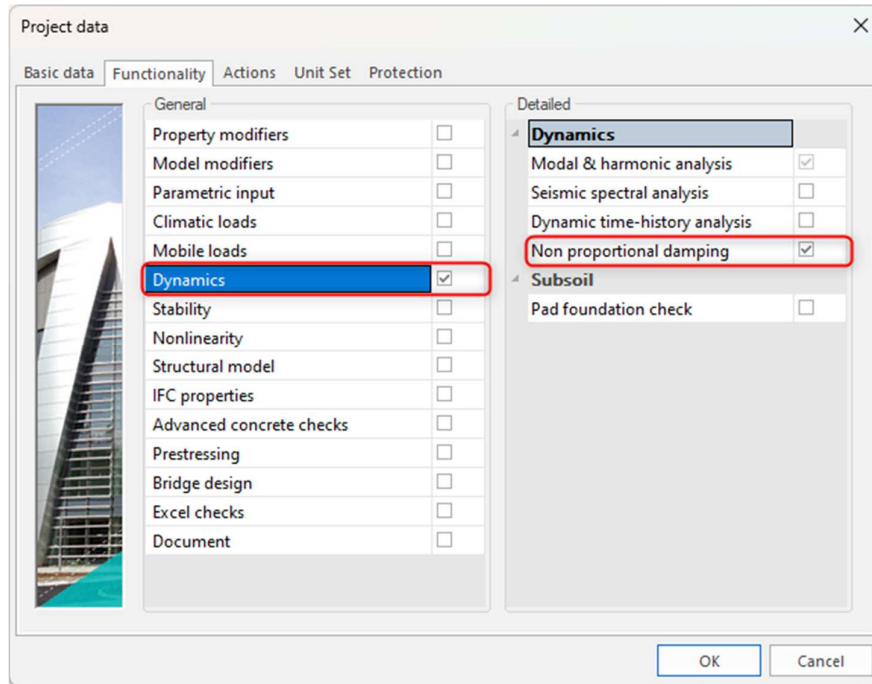 Project data
Basic data Functionality Actions Unit Set Protection
General
Property modifiers
Model modifiers
Parametric input
Climatic loads
Mobile loads
Dynamics
Stability
Nonlinearity
Structural model
IFC properties
Advanced concrete checks
Prestressing
Bridge design
Excel checks
Document
Detailed
Dynamics
Modal & harmonic analysis
Seismic spectral analysis
Dynamic time-history analysis
Non proportional damping
Subsoil
Pad foundation check
OK Cancel